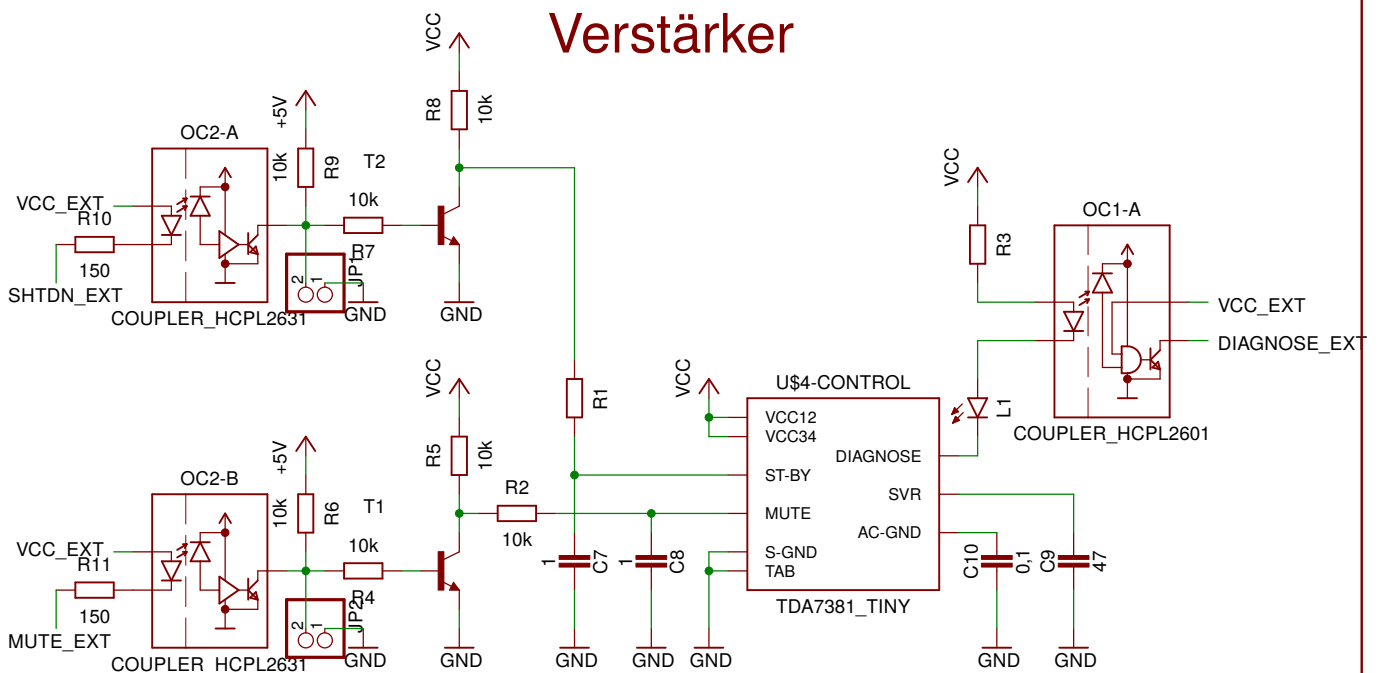 Verstärker
VCC
R8
10k
+5V
OC2-A
10k
R9
T2
VCC_EXT
R10
10k
150
R7
SHTDN_EXT
2
1
JP1
COUPLER_HCPL2631
GND
GND
VCC
OC1-A
R3
VCC_EXT
DIAGNOSE_EXT
COUPLER_HCPL2601
L1
VCC
R5
10k
R1
VCC
U$4-CONTROL
VCC12
VCC34
DIAGNOSE
ST-BY
SVR
MUTE
AC-GND
S-GND
TAB
TDA7381_TINY
+5V
OC2-B
10k
R6
T1
R2
10k
VCC_EXT
R11
10k
150
R4
MUTE_EXT
2
1
JP2
COUPLER_HCPL2631
GND
GND
1
C7
1
C8
C10
0,1
C9
47
GND
GND
GND
GND
GND